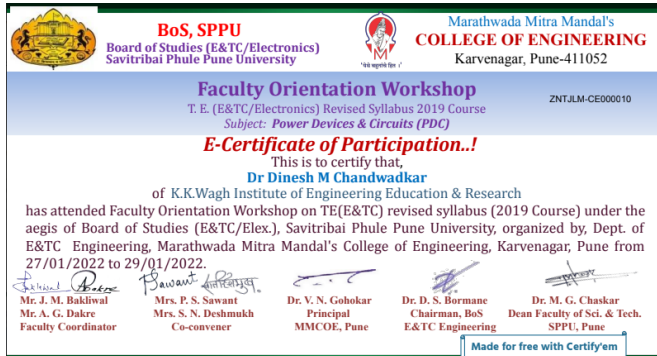 BoS, SPPU
Board of Studies (E&TC/Electronics)
Savitribai Phule Pune University
Marathwada Mitra Mandal's
COLLEGE OF ENGINEERING
Karvenagar, Pune-411052
Faculty Orientation Workshop
T. E. (E&TC/Electronics) Revised Syllabus 2019 Course
Subject: Power Devices & Circuits (PDC)
ZNTJLM-CE000010
E-Certificate of Participation..!
This is to certify that,
Dr Dinesh M Chandwadkar
of K.K.Wagh Institute of Engineering Education & Research
has attended Faculty Orientation Workshop on TE(E&TC) revised syllabus (2019 Course) under the
aegis of Board of Studies (E&TC/Elex.), Savitribai Phule Pune University, organized by, Dept. of
E&TC Engineering, Marathwada Mitra Mandal's College of Engineering, Karvenagar, Pune from
27/01/2022 to 29/01/2022.
Bakliwal
Sawant
Mr. J. M. Bakliwal
Mr. A. G. Dakre
Faculty Coordinator
Mrs. P. S. Sawant
Mrs. S. N. Deshmukh
Co-convener
Dr. V. N. Gohokar
Principal
MMCOE, Pune
Dr. D. S. Bormane
Chairman, BoS
E&TC Engineering
Dr. M. G. Chaskar
Dean Faculty of Sci. & Tech.
SPPU, Pune
Made for free with Certify'em